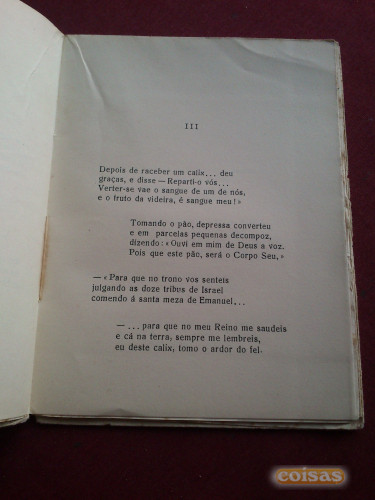 III
Depois de raceber um calix... deu
graças, e disse — Reparti-o vós...
Verter-se vae o sangue de um de nós,
e o truto da videira, é sangue meu!»
Tomando o pão, depressa converteu
e em parcelas pequenas decompoz,
dizendo: «Ouvi em mim de Deus a voz.
Pois que este pão, será o Corpo Seu,»
— «Para que no trono vos senteis
julgando as doze tribus de Israel
comendo á santa meza de Emanuel...
— ... para que no meu Reino me saudeis
e cá na terra, sempre me lembreis,
eu deste calix, tomo o ardor do fel.
coisas